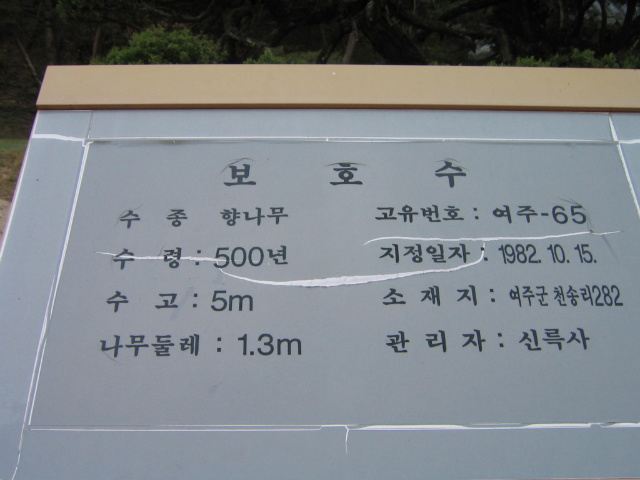 보 호 수
수 종 향나무
고유번호 : 여주-65
수 령 : 500년
지정일자 : 1982. 10. 15.
수 고 : 5m
소 재 지 : 여주군 천송리282
나무둘레 : 1.3m
관 리 자 : 신륵사